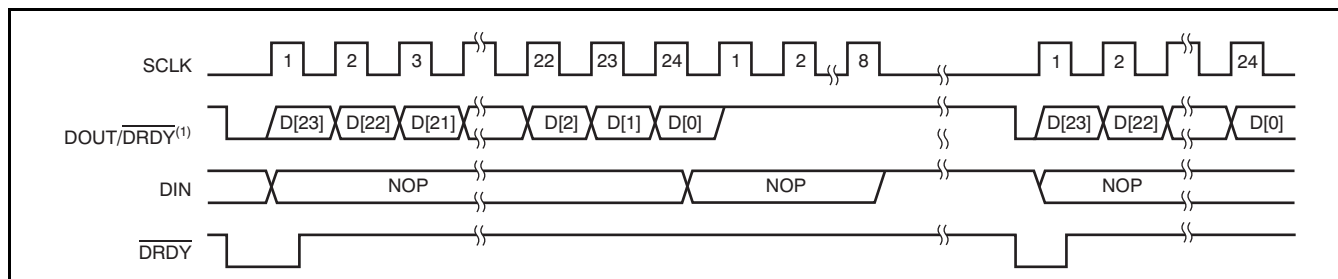 SCLK 1 2 3 22 23 24 1 2 8 1 2 24
DOUT/DRDY(1) D[23] D[22] D[21] D[2] D[1] D[0] D[23] D[22] D[0]
DIN NOP NOP NOP
DRDY